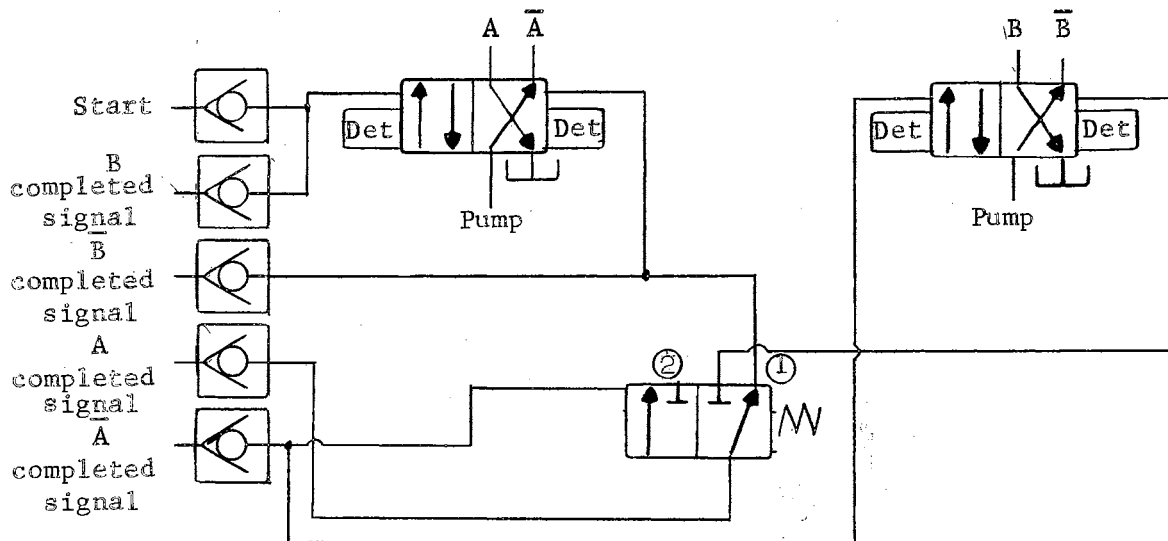 A A̅
B B̅
Start
Det
Det
Det
Det
B
completed
signal
Pump
Pump
B̅
completed
signal
A
completed
signal
②
①
A̅
completed
signal